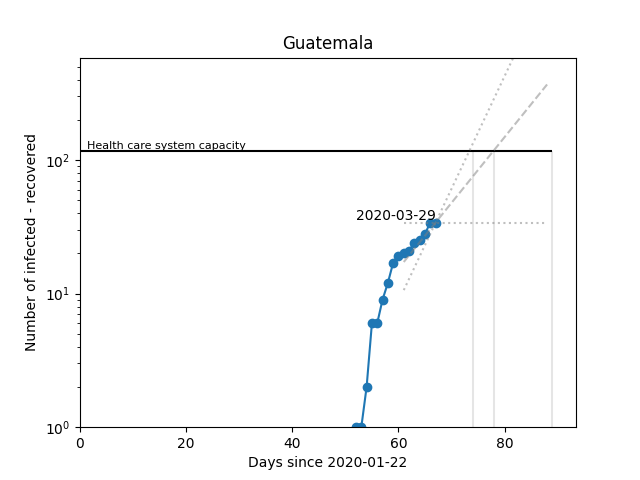 Guatemala
Number of infected - recovered
10²
10¹
10⁰
Health care system capacity
2020-03-29
0 20 40 60 80
Days since 2020-01-22